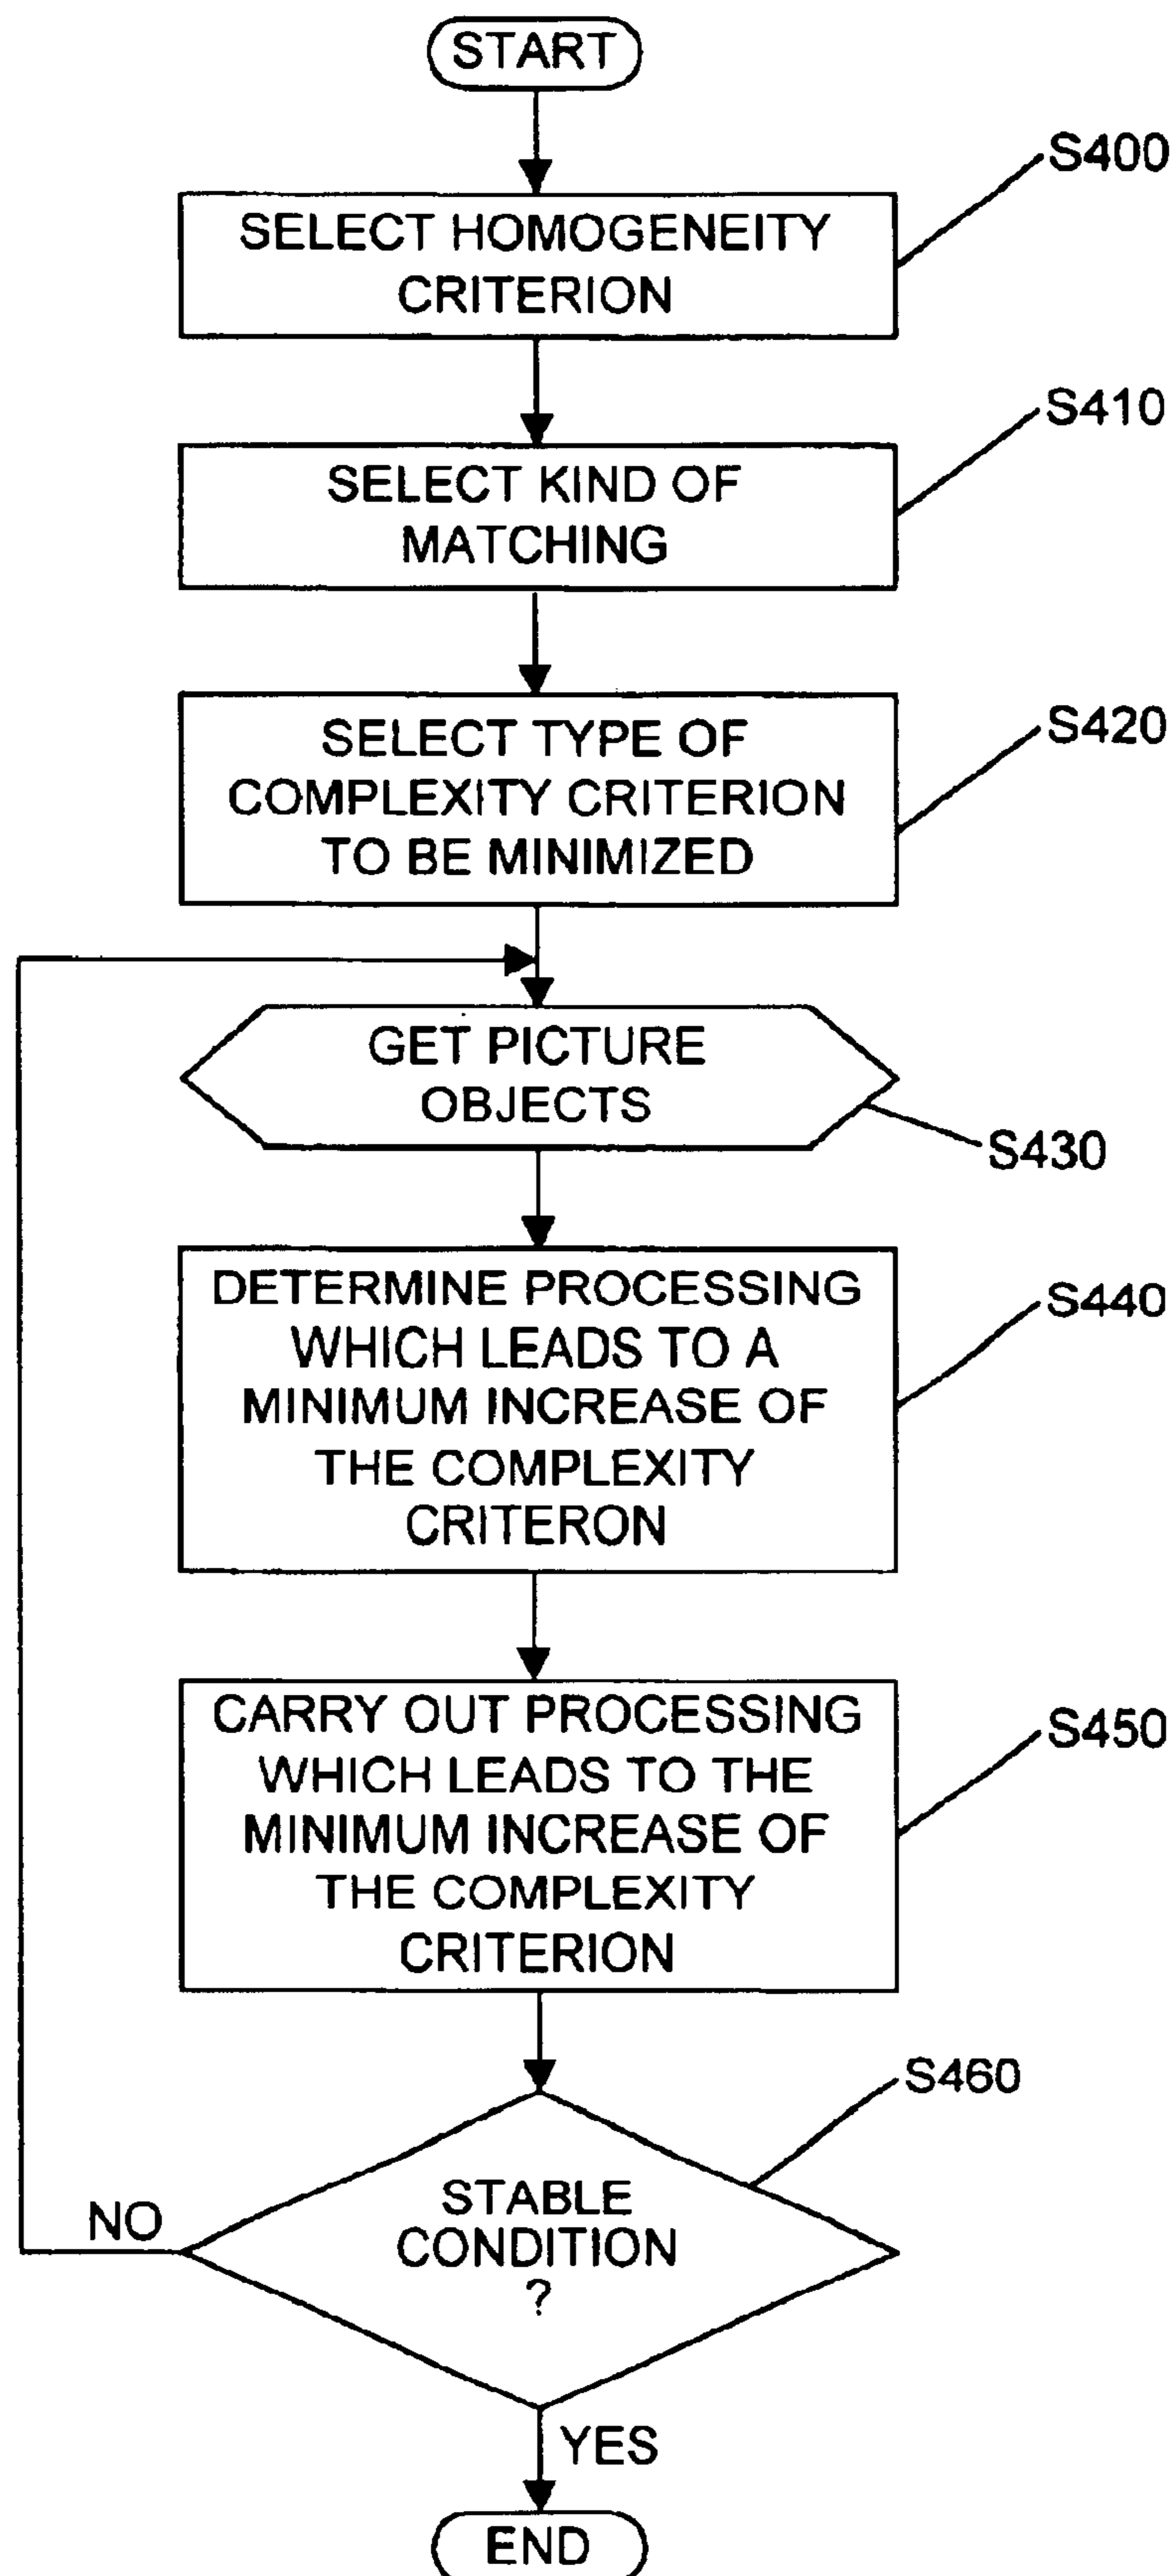 START
S400
SELECT HOMOGENEITY
CRITERION
S410
SELECT KIND OF
MATCHING
S420
SELECT TYPE OF
COMPLEXITY CRITERION
TO BE MINIMIZED
GET PICTURE
OBJECTS
S430
DETERMINE PROCESSING
WHICH LEADS TO A
MINIMUM INCREASE OF
THE COMPLEXITY
CRITERON
S440
CARRY OUT PROCESSING
WHICH LEADS TO THE
MINIMUM INCREASE OF
THE COMPLEXITY
CRITERION
S450
S460
STABLE
CONDITION
?
NO
YES
END